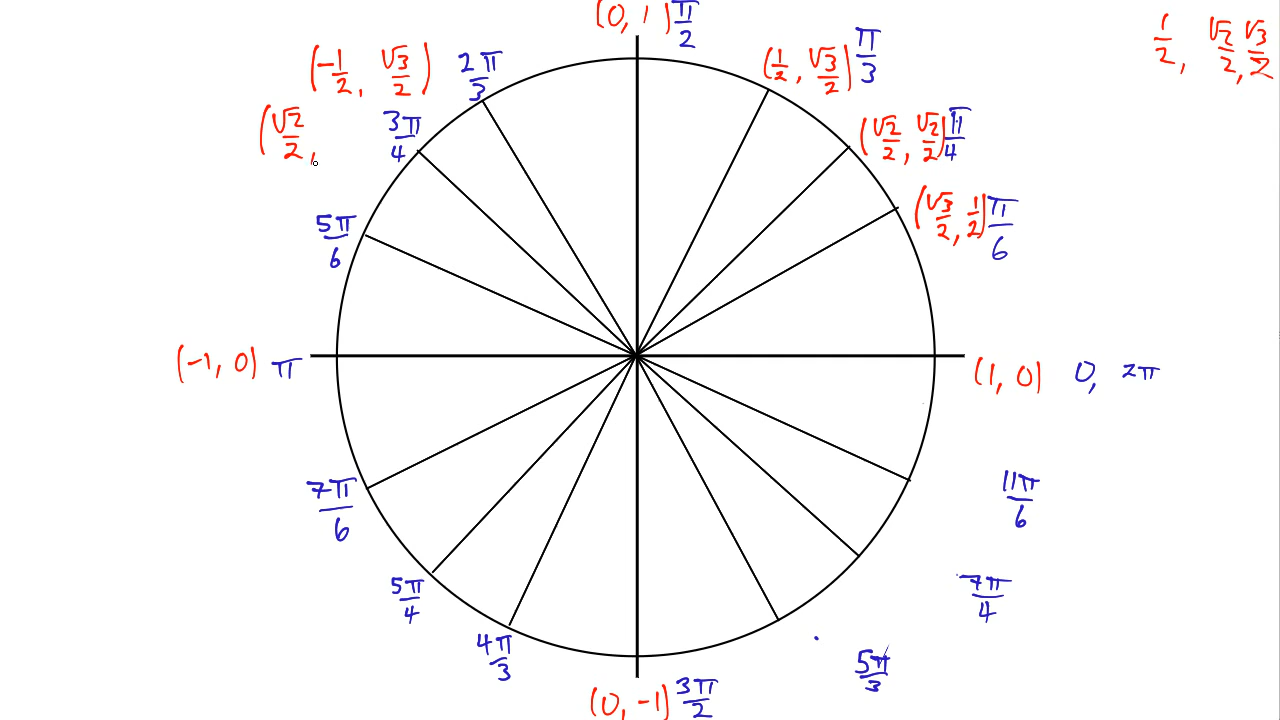 (0, 1) π/2
1/2, √2/2, √3/2
(-1/2, √3/2) 2π/3
(1/2, √3/2) π/3
(√2/2, 3π/4
(√2/2, √2/2) π/4
5π/6
(√3/2, 1/2) π/6
(-1, 0) π
(1, 0) 0, 2π
7π/6
11π/6
5π/4
7π/4
4π/3
5π/3
(0, -1) 3π/2